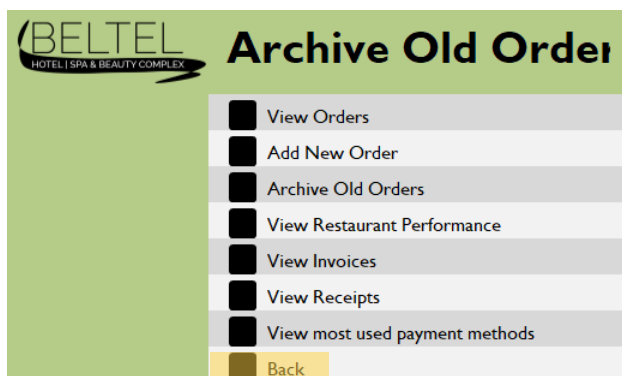 BELTEL
HOTEL | SPA & BEAUTY COMPLEX
Archive Old Order
View Orders
Add New Order
Archive Old Orders
View Restaurant Performance
View Invoices
View Receipts
View most used payment methods
Back